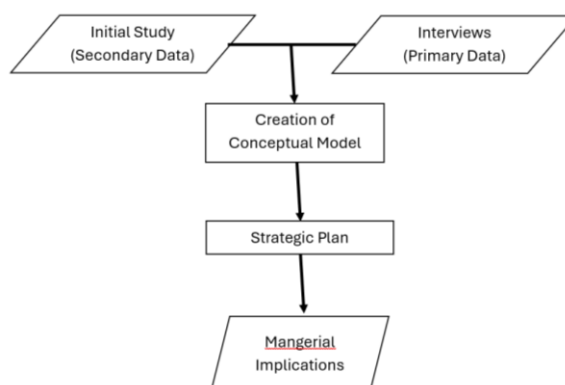 Initial Study
(Secondary Data)
Interviews
(Primary Data)
Creation of
Conceptual Model
Strategic Plan
Mangerial
Implications